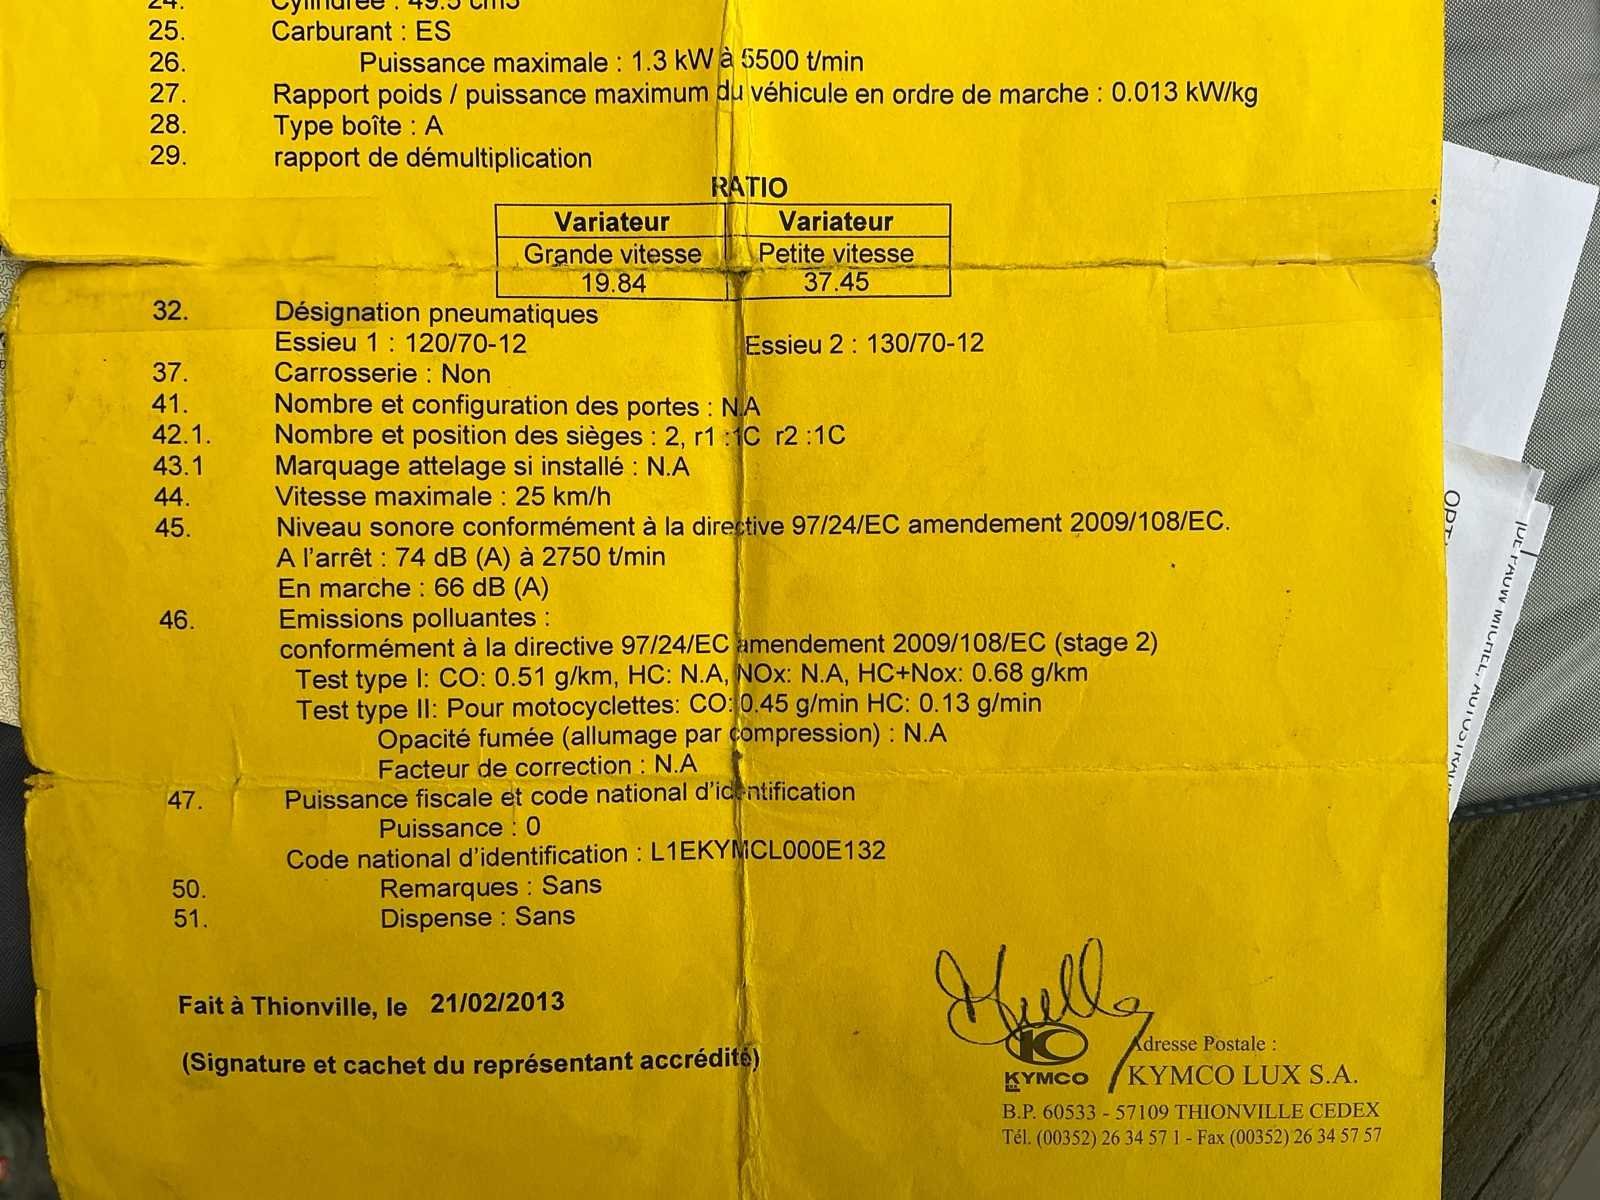 24. Cylindrée : 49.5 cm3
25. Carburant : ES
26. Puissance maximale : 1.3 kW à 5500 t/min
27. Rapport poids / puissance maximum du véhicule en ordre de marche : 0.013 kW/kg
28. Type boîte : A
29. rapport de démultiplication
RATIO
Variateur Variateur
Grande vitesse Petite vitesse
19.84 37.45
32. Désignation pneumatiques
Essieu 1 : 120/70-12 Essieu 2 : 130/70-12
37. Carrosserie : Non
41. Nombre et configuration des portes : N.A
42.1. Nombre et position des sièges : 2, r1 :1C r2 :1C
43.1 Marquage attelage si installé : N.A
44. Vitesse maximale : 25 km/h
45. Niveau sonore conformément à la directive 97/24/EC amendement 2009/108/EC.
A l'arrêt : 74 dB (A) à 2750 t/min
En marche : 66 dB (A)
46. Emissions polluantes :
conformément à la directive 97/24/EC amendement 2009/108/EC (stage 2)
Test type I: CO: 0.51 g/km, HC: N.A, NOx: N.A, HC+Nox: 0.68 g/km
Test type II: Pour motocyclettes: CO: 0.45 g/min HC: 0.13 g/min
Opacité fumée (allumage par compression) : N.A
Facteur de correction : N.A
47. Puissance fiscale et code national d'identification
Puissance : 0
Code national d'identification : L1EKYMCL000E132
50. Remarques : Sans
51. Dispense : Sans
Fait à Thionville, le 21/02/2013
(Signature et cachet du représentant accrédité)
KYMCO
Adresse Postale :
KYMCO LUX S.A.
B.P. 60533 - 57109 THIONVILLE CEDEX
Tél. (00352) 26 34 57 1 - Fax (00352) 26 34 57 57